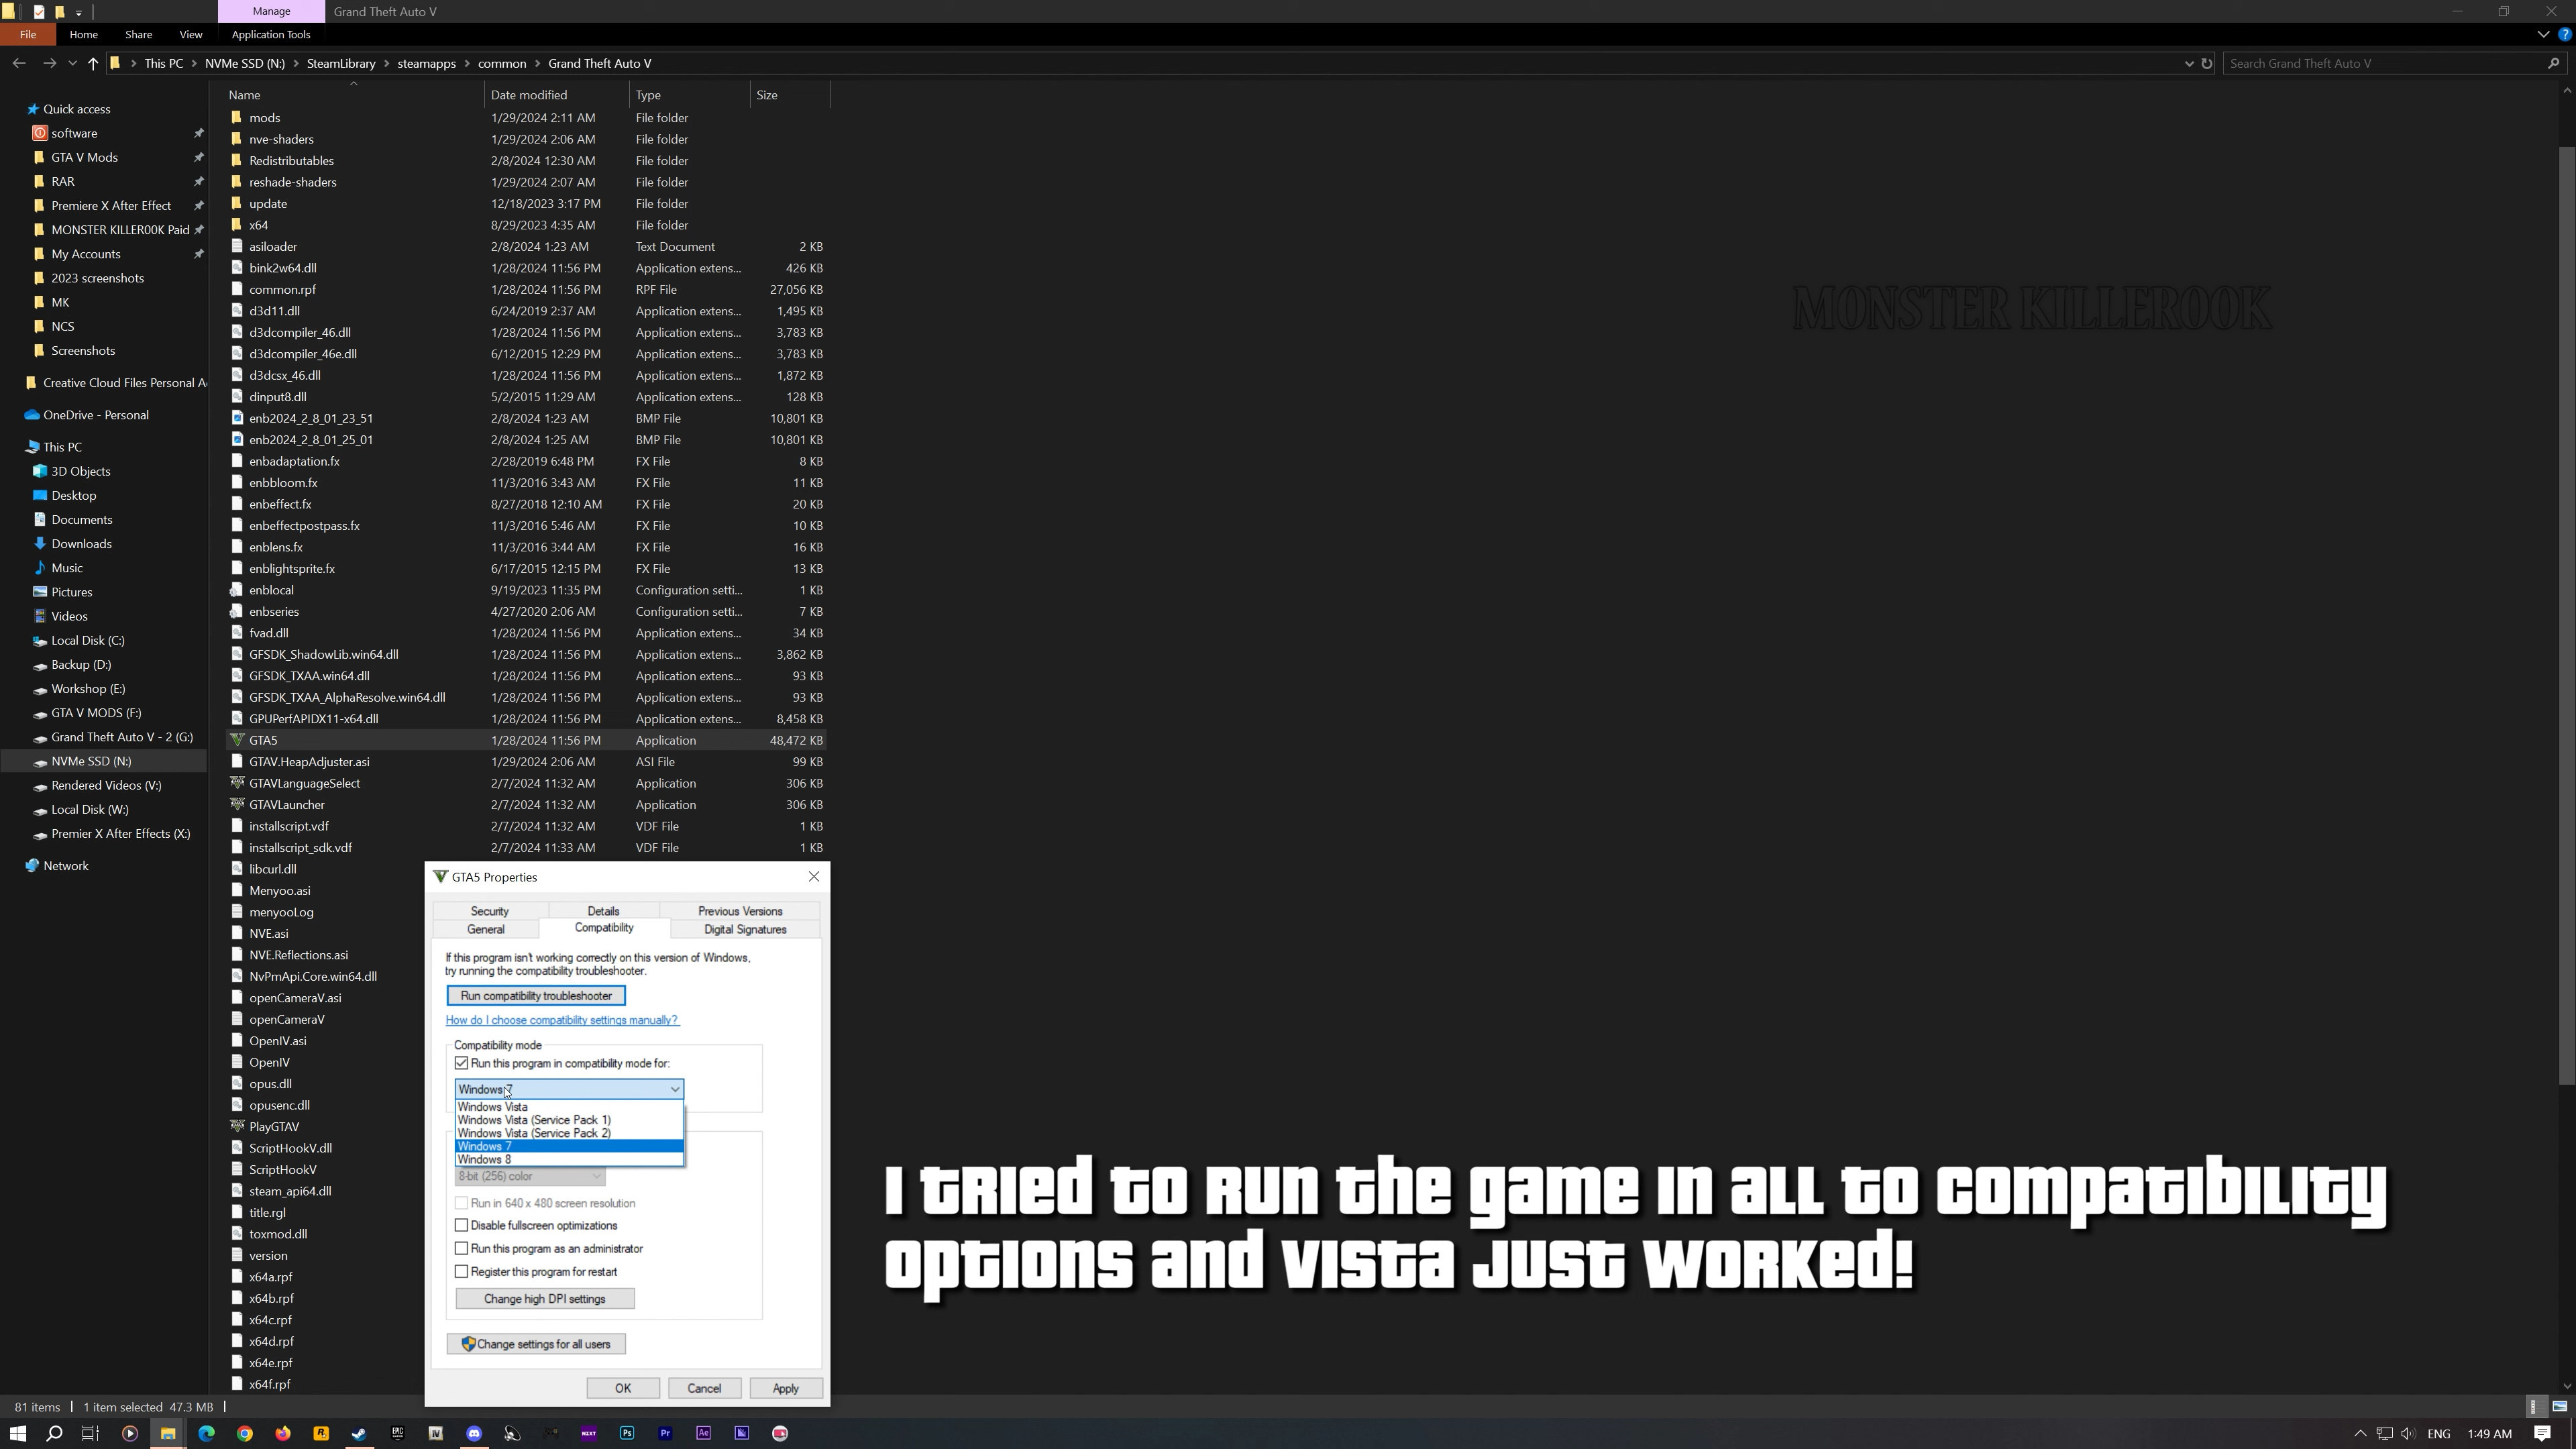 Manage
Grand Theft Auto V
File
Home
Share
View
Application Tools
This PC
NVMe SSD (N:)
SteamLibrary
steamapps
common
Grand Theft Auto V
Search Grand Theft Auto V
Quick access
software
GTA V Mods
RAR
Premiere X After Effect
MONSTER KILLER00K Paid
My Accounts
2023 screenshots
MK
NCS
Screenshots
Creative Cloud Files Personal A
OneDrive - Personal
This PC
3D Objects
Desktop
Documents
Downloads
Music
Pictures
Videos
Local Disk (C:)
Backup (D:)
Workshop (E:)
GTA V MODS (F:)
Grand Theft Auto V - 2 (G:)
NVMe SSD (N:)
Rendered Videos (V:)
Local Disk (W:)
Premier X After Effects (X:)
Network
Name Date modified Type Size
mods 1/29/2024 2:11 AM File folder
nve-shaders 1/29/2024 2:06 AM File folder
Redistributables 2/8/2024 12:30 AM File folder
reshade-shaders 1/29/2024 2:07 AM File folder
update 12/18/2023 3:17 PM File folder
x64 8/29/2023 4:35 AM File folder
asiloader 2/8/2024 1:23 AM Text Document 2 KB
bink2w64.dll 1/28/2024 11:56 PM Application extens... 426 KB
common.rpf 1/28/2024 11:56 PM RPF File 27,056 KB
d3d11.dll 6/24/2019 2:37 AM Application extens... 1,495 KB
d3dcompiler_46.dll 1/28/2024 11:56 PM Application extens... 3,783 KB
d3dcompiler_46e.dll 6/12/2015 12:29 PM Application extens... 3,783 KB
d3dcsx_46.dll 1/28/2024 11:56 PM Application extens... 1,872 KB
dinput8.dll 5/2/2015 11:29 AM Application extens... 128 KB
enb2024_2_8_01_23_51 2/8/2024 1:23 AM BMP File 10,801 KB
enb2024_2_8_01_25_01 2/8/2024 1:25 AM BMP File 10,801 KB
enbadaptation.fx 2/28/2019 6:48 PM FX File 8 KB
enbbloom.fx 11/3/2016 3:43 AM FX File 11 KB
enbeffect.fx 8/27/2018 12:10 AM FX File 20 KB
enbeffectpostpass.fx 11/3/2016 5:46 AM FX File 10 KB
enblens.fx 11/3/2016 3:44 AM FX File 16 KB
enblightsprite.fx 6/17/2015 12:15 PM FX File 13 KB
enblocal 9/19/2023 11:35 PM Configuration setti... 1 KB
enbseries 4/27/2020 2:06 AM Configuration setti... 7 KB
fvad.dll 1/28/2024 11:56 PM Application extens... 34 KB
GFSDK_ShadowLib.win64.dll 1/28/2024 11:56 PM Application extens... 3,862 KB
GFSDK_TXAA.win64.dll 1/28/2024 11:56 PM Application extens... 93 KB
GFSDK_TXAA_AlphaResolve.win64.dll 1/28/2024 11:56 PM Application extens... 93 KB
GPUPerfAPIDX11-x64.dll 1/28/2024 11:56 PM Application extens... 8,458 KB
GTA5 1/28/2024 11:56 PM Application 48,472 KB
GTAV.HeapAdjuster.asi 1/29/2024 2:06 AM ASI File 99 KB
GTAVLanguageSelect 2/7/2024 11:32 AM Application 306 KB
GTAVLauncher 2/7/2024 11:32 AM Application 306 KB
installscript.vdf 2/7/2024 11:32 AM VDF File 1 KB
installscript_sdk.vdf 2/7/2024 11:33 AM VDF File 1 KB
libcurl.dll
Menyoo.asi
menyooLog
NVE.asi
NVE.Reflections.asi
NvPmApi.Core.win64.dll
openCameraV.asi
openCameraV
OpenIV.asi
OpenIV
opus.dll
opusenc.dll
PlayGTAV
ScriptHookV.dll
ScriptHookV
steam_api64.dll
title.rgl
toxmod.dll
version
x64a.rpf
x64b.rpf
x64c.rpf
x64d.rpf
x64e.rpf
x64f.rpf
GTA5 Properties
Security
Details
Previous Versions
General
Compatibility
Digital Signatures
If this program isn't working correctly on this version of Windows,
try running the compatibility troubleshooter.
Run compatibility troubleshooter
How do I choose compatibility settings manually?
Compatibility mode
Run this program in compatibility mode for:
Windows 7
Windows Vista
Windows Vista (Service Pack 1)
Windows Vista (Service Pack 2)
Windows 7
Windows 8
8-bit (256) color
Run in 640 x 480 screen resolution
Disable fullscreen optimizations
Run this program as an administrator
Register this program for restart
Change high DPI settings
Change settings for all users
OK
Cancel
Apply
MONSTER KILLER00K
I tried to run the game in all to compatibility
options and Vista just worked!
81 items
1 item selected 47.3 MB
EPIC
IV
NZXT
Ps
Pr
Ae
ENG
1:49 AM